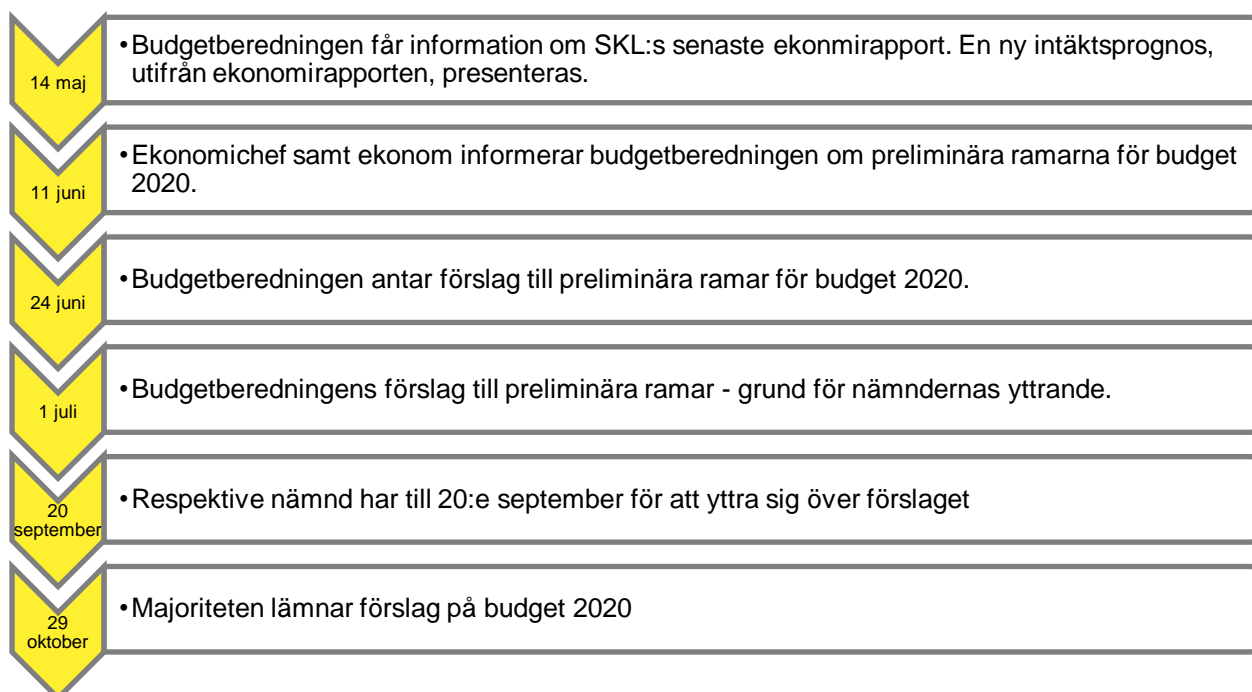 •Budgetberedningen får information om SKL:s senaste ekonmirapport. En ny intäktsprognos,
utifrån ekonomirapporten, presenteras.
14 maj
•Ekonomichef samt ekonom informerar budgetberedningen om preliminära ramarna för budget
2020.
11 juni
•Budgetberedningen antar förslag till preliminära ramar för budget 2020.
24 juni
•Budgetberedningens förslag till preliminära ramar - grund för nämndernas yttrande.
1 juli
•Respektive nämnd har till 20:e september för att yttra sig över förslaget
20
september
•Majoriteten lämnar förslag på budget 2020
29
oktober